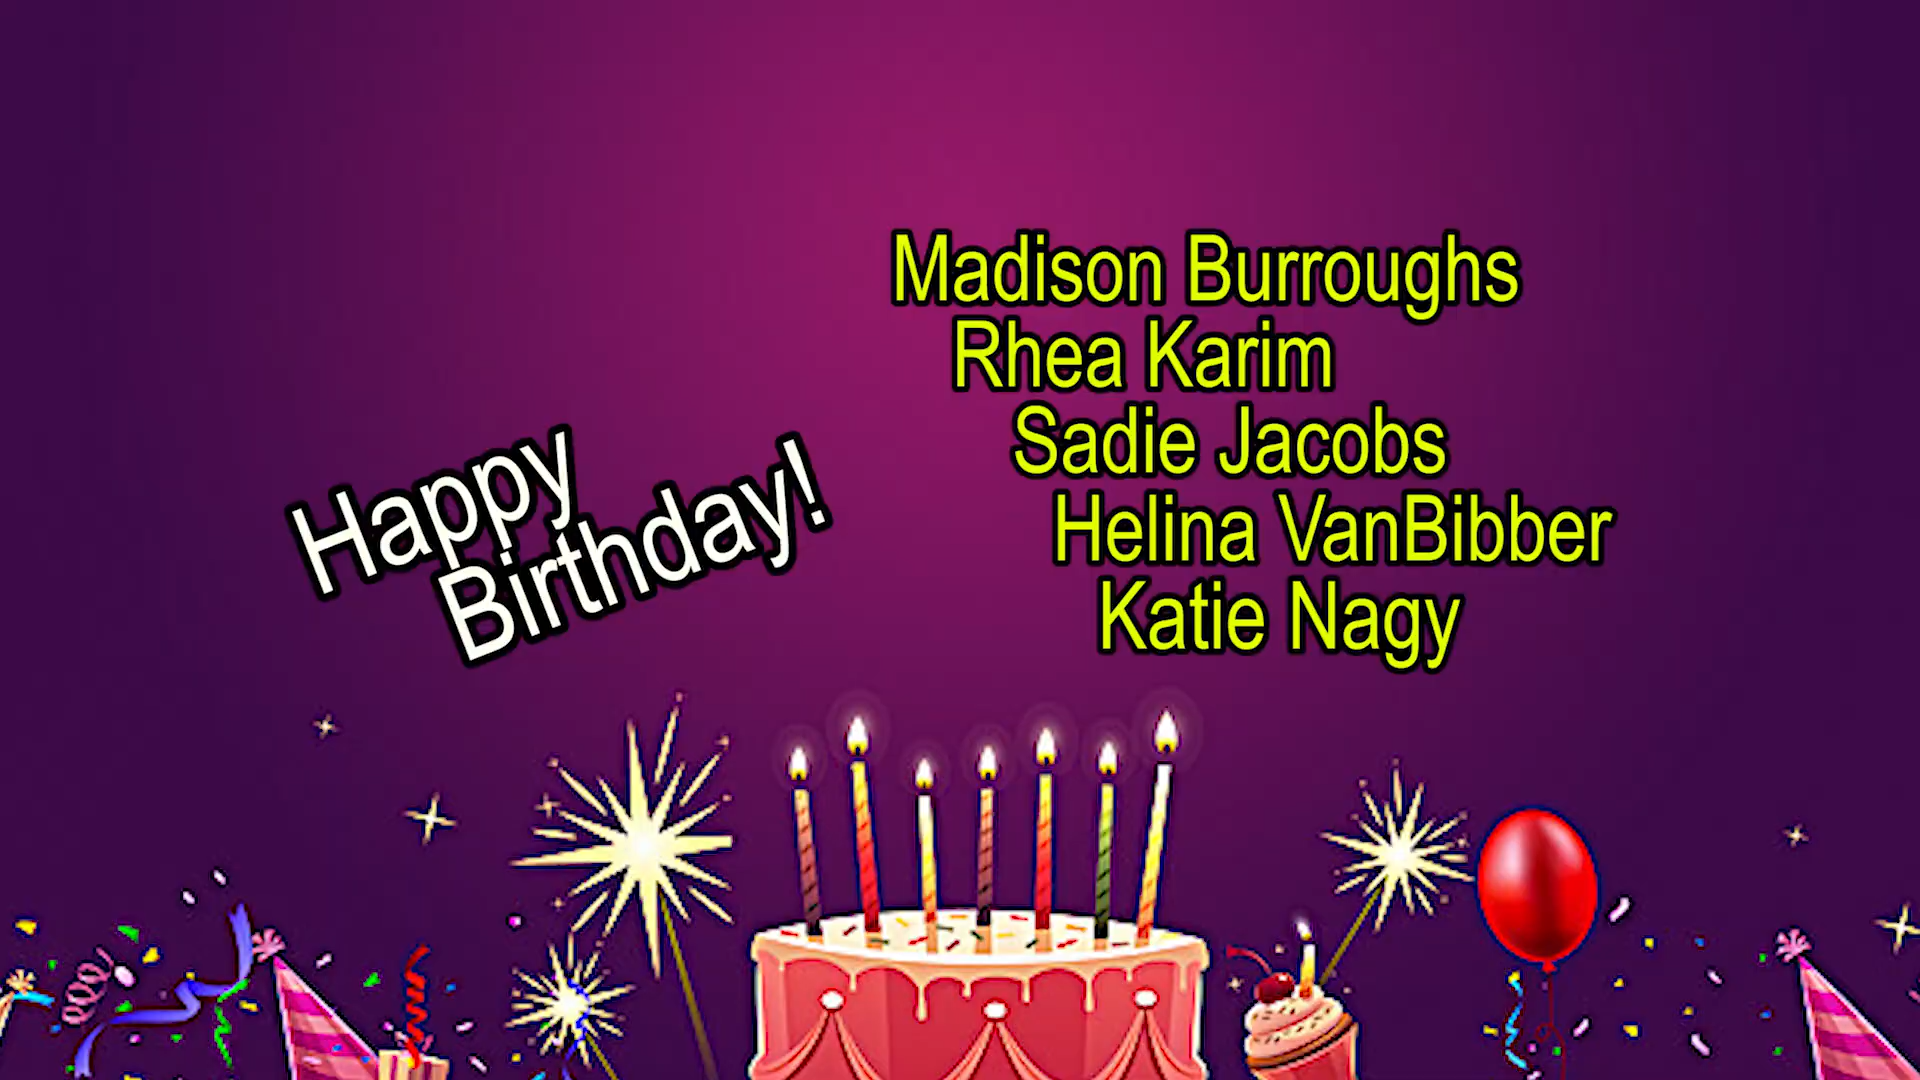 Happy
Birthday!
Madison Burroughs
Rhea Karim
Sadie Jacobs
Helina VanBibber
Katie Nagy